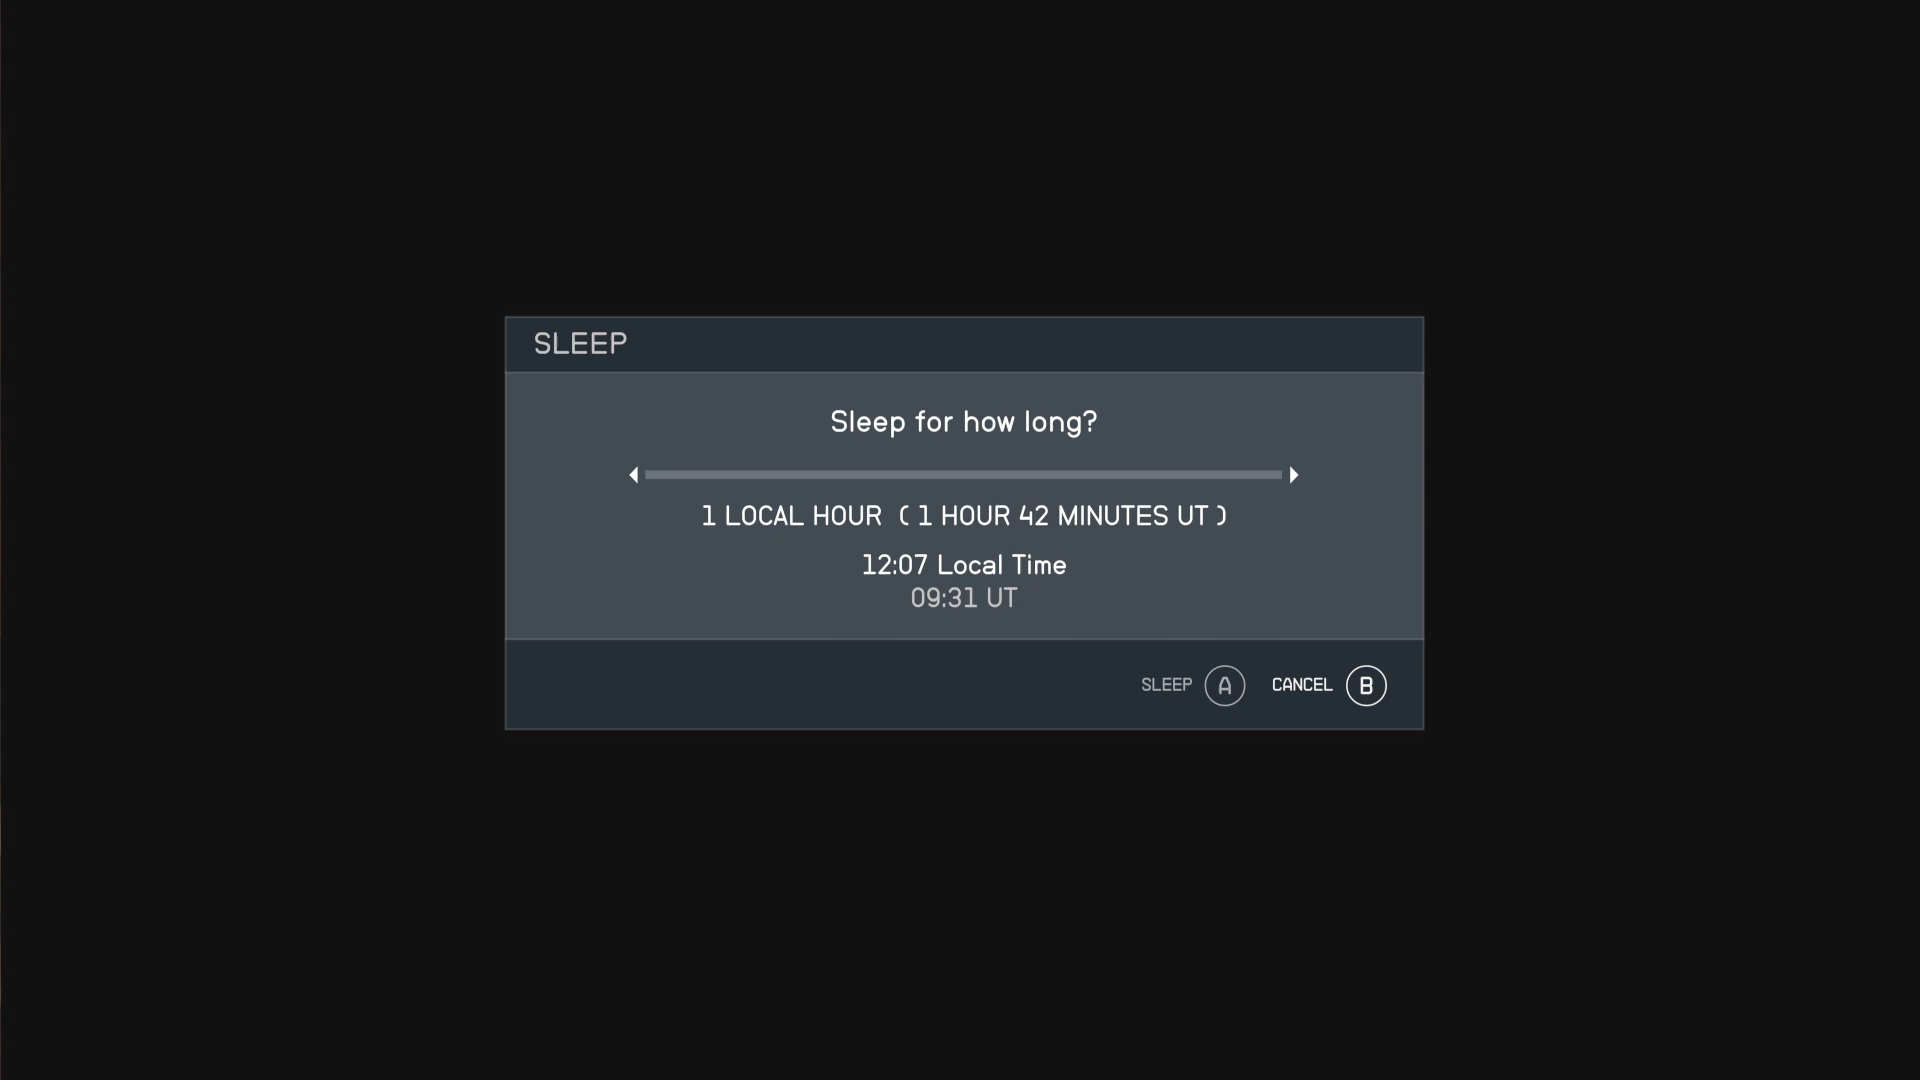 SLEEP
Sleep for how long?
1 LOCAL HOUR ( 1 HOUR 42 MINUTES UT )
12:07 Local Time
09:31 UT
SLEEP A CANCEL B